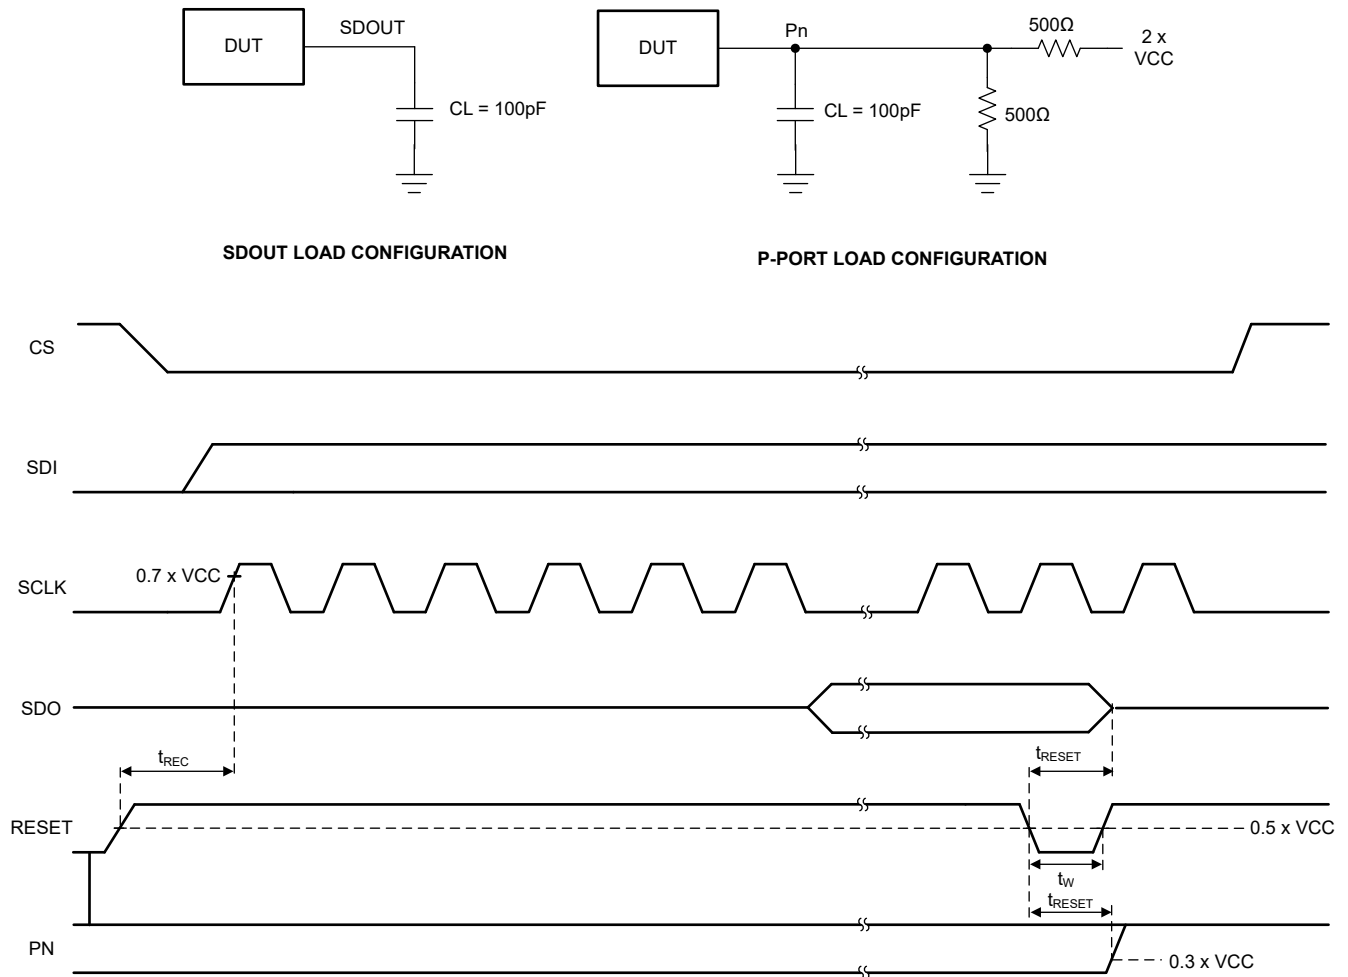 DUT
SDOUT
CL = 100pF
SDOUT LOAD CONFIGURATION
DUT
Pn
500Ω
2 x
VCC
CL = 100pF
500Ω
P-PORT LOAD CONFIGURATION
CS
SDI
SCLK
0.7 x VCC
SDO
tREC
tRESET
RESET
0.5 x VCC
tW
tRESET
PN
0.3 x VCC